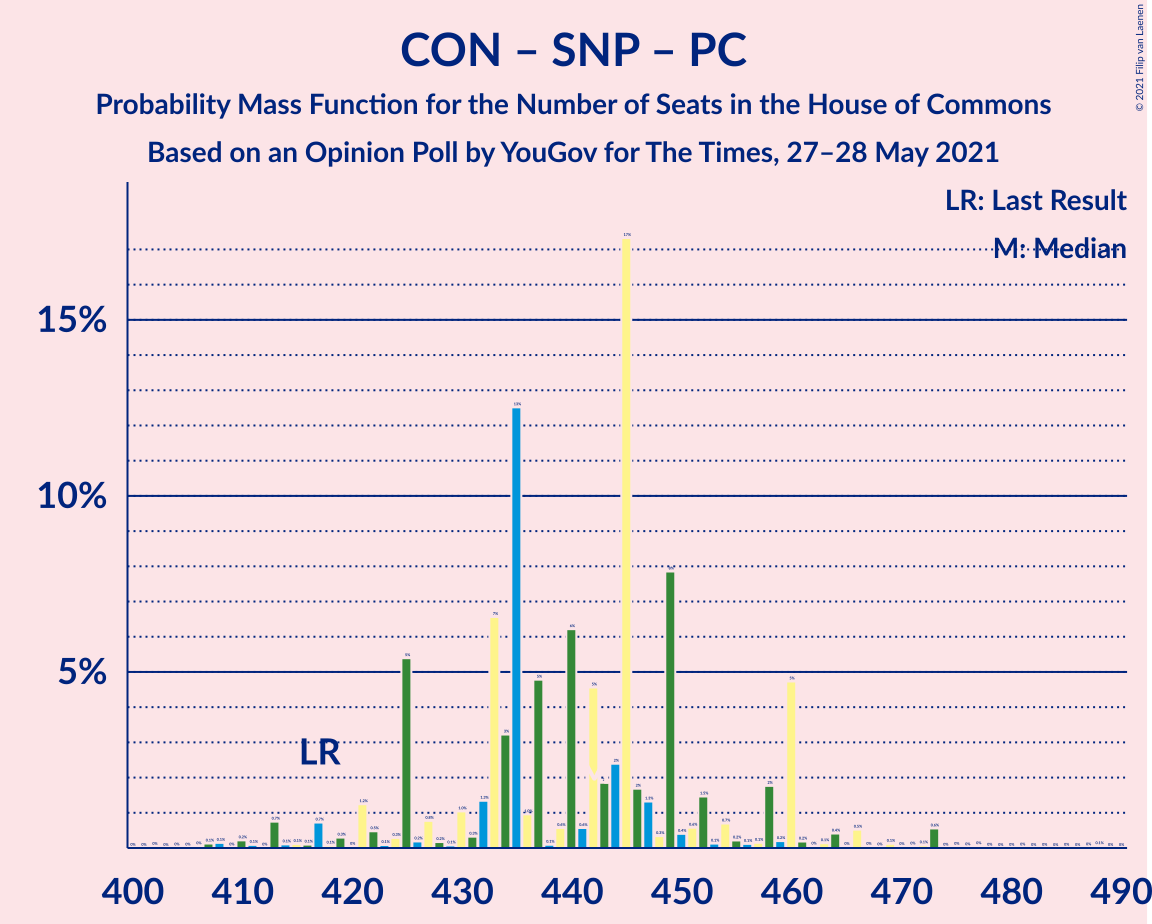 CON – SNP – PC
Probability Mass Function for the Number of Seats in the House of Commons
Based on an Opinion Poll by YouGov for The Times, 27–28 May 2021
© 2021 Filip van Laenen
LR: Last Result
M: Median
15%
10%
5%
LR
400 410 420 430 440 450 460 470 480 490